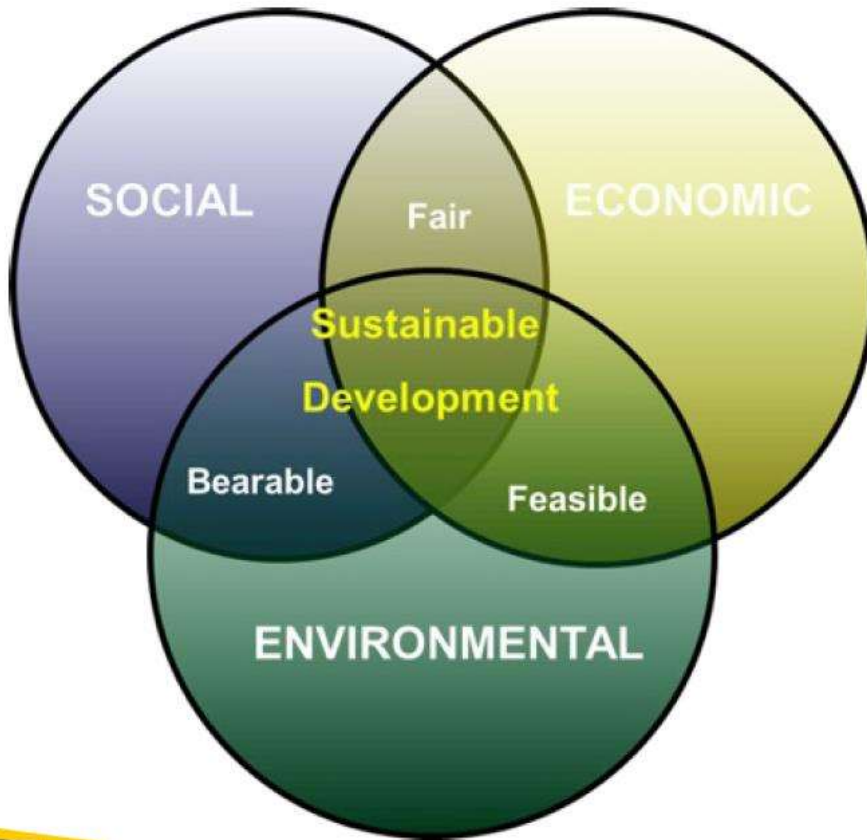 SOCIAL
ECONOMIC
Fair
Sustainable
Development
Bearable
Feasible
ENVIRONMENTAL